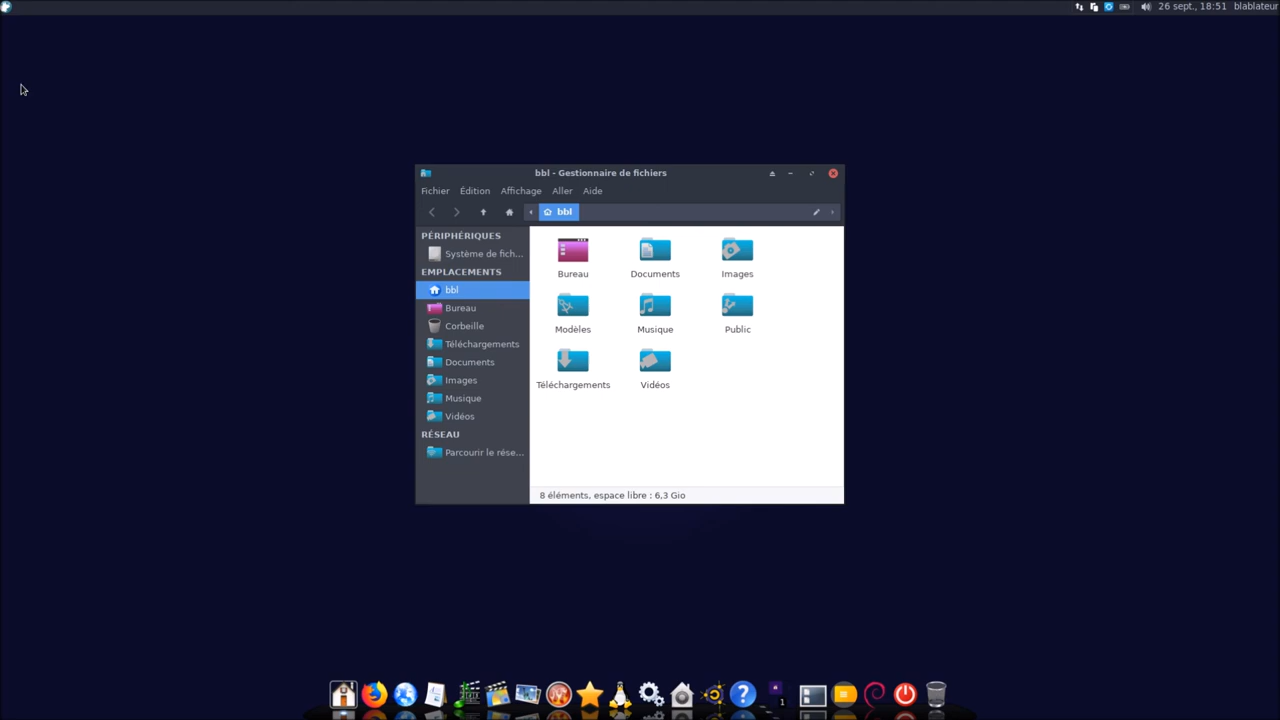 26 sept., 18:51 blablateur
bbl - Gestionnaire de fichiers
Fichier Édition Affichage Aller Aide
bbl
PÉRIPHÉRIQUES
Système de fich...
EMPLACEMENTS
bbl
Bureau
Corbeille
Téléchargements
Documents
Images
Musique
Vidéos
RÉSEAU
Parcourir le rése...
Bureau Documents Images
Modèles Musique Public
Téléchargements Vidéos
8 éléments, espace libre : 6,3 Gio
?
1